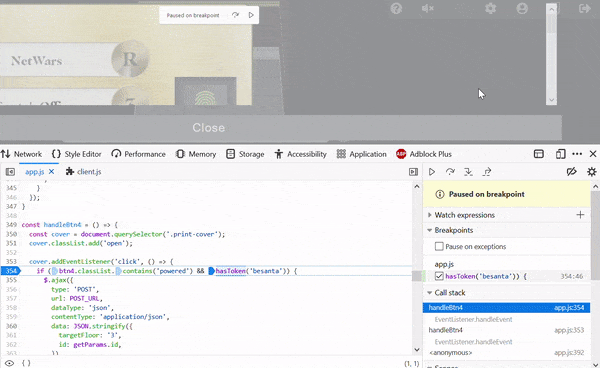 Paused on breakpoint
NetWars
R
Z
Close
Network
Style Editor
Performance
Memory
Storage
Accessibility
Application
ABP
Adblock Plus
app.js
client.js
345 }
346 });
347 }
348
349 const handleBtn4 = () => {
350 const cover = document.querySelector('.print-cover');
351 cover.classList.add('open');
352
353 cover.addEventListener('click', () => {
354 if (btn4.classList.contains('powered') && hasToken('besanta')) {
355 $.ajax({
356 type: 'POST',
357 url: POST_URL,
358 dataType: 'json',
359 contentType: 'application/json',
360 data: JSON.stringify({
361 targetFloor: '3',
362 id: getParams.id,
{ }
(1, 1)
Paused on breakpoint
Watch expressions
Breakpoints
Pause on exceptions
app.js
hasToken('besanta')) { 354:46
Call stack
handleBtn4 app.js:354
EventListener.handleEvent
handleBtn4 app.js:353
EventListener.handleEvent
<anonymous> app.js:392
Scopes